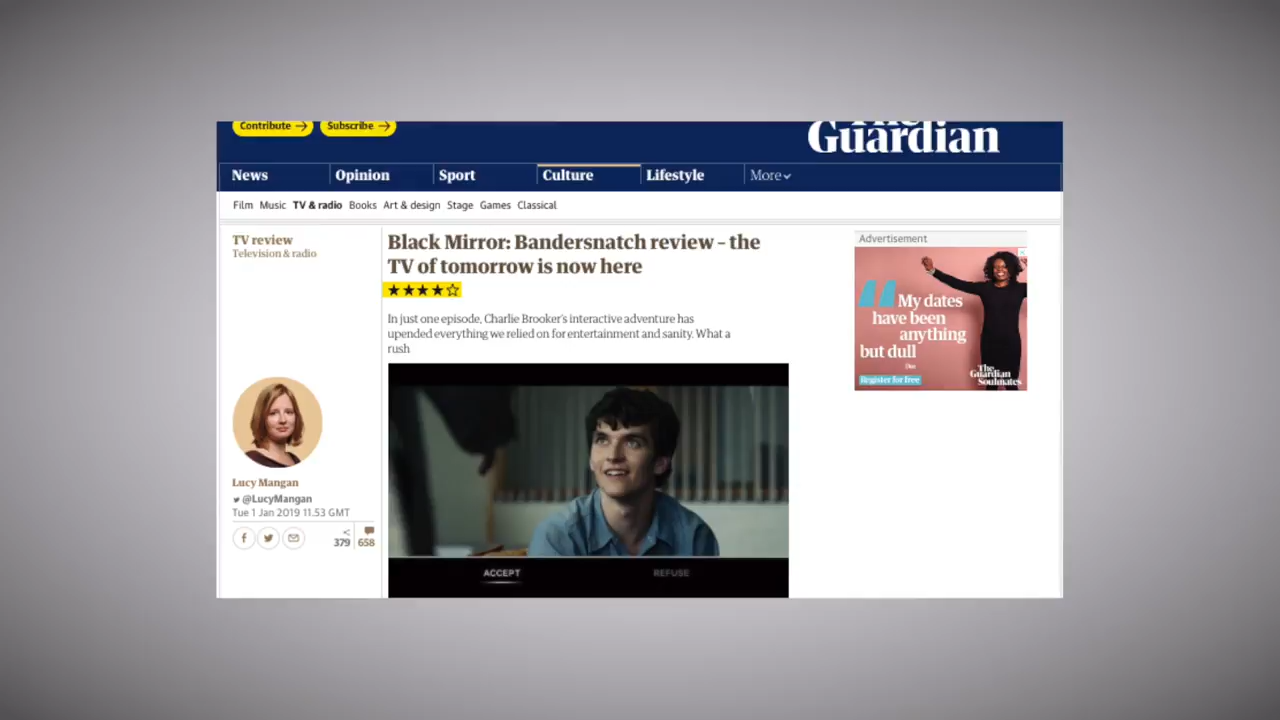 Contribute → Subscribe →
The Guardian
News Opinion Sport Culture Lifestyle More
Film Music TV & radio Books Art & design Stage Games Classical
TV review
Television & radio
Black Mirror: Bandersnatch review – the
TV of tomorrow is now here
★★★★☆
In just one episode, Charlie Brooker's interactive adventure has
upended everything we relied on for entertainment and sanity. What a
rush
Lucy Mangan
@LucyMangan
Tue 1 Jan 2019 11.53 GMT
379 658
ACCEPT REFUSE
Advertisement
“My dates
have been
anything
but dull
Dee
Register for free
The
Guardian
Soulmates